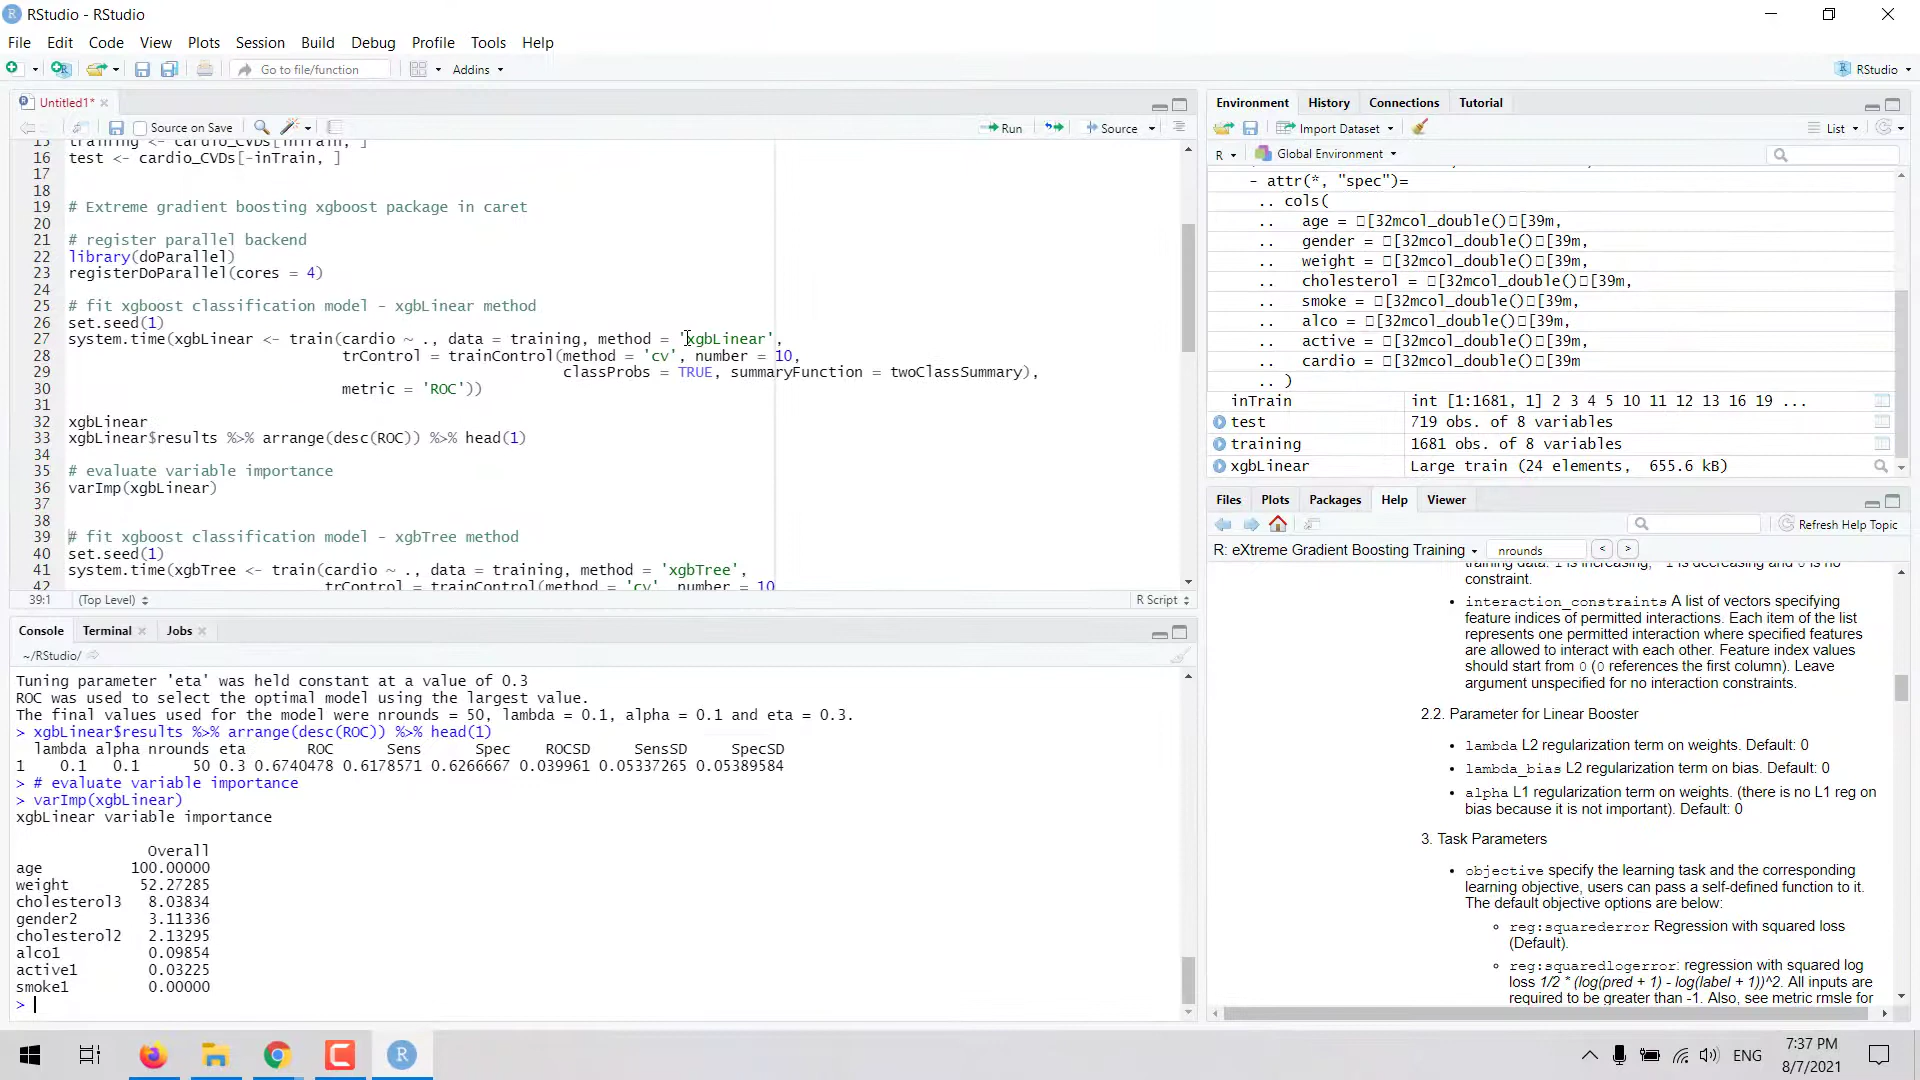 RStudio - RStudio
File Edit Code View Plots Session Build Debug Profile Tools Help
Go to file/function Addins RStudio
Untitled1*
Source on Save Run Source
15 training <- cardio_CVDs[inTrain, ]
16 test <- cardio_CVDs[-inTrain, ]
17
18
19 # Extreme gradient boosting xgboost package in caret
20
21 # register parallel backend
22 library(doParallel)
23 registerDoParallel(cores = 4)
24
25 # fit xgboost classification model - xgbLinear method
26 set.seed(1)
27 system.time(xgbLinear <- train(cardio ~ ., data = training, method = 'xgbLinear',
28 trControl = trainControl(method = 'cv', number = 10,
29 classProbs = TRUE, summaryFunction = twoClassSummary),
30 metric = 'ROC'))
31
32 xgbLinear
33 xgbLinear$results %>% arrange(desc(ROC)) %>% head(1)
34
35 # evaluate variable importance
36 varImp(xgbLinear)
37
38
39 # fit xgboost classification model - xgbTree method
40 set.seed(1)
41 system.time(xgbTree <- train(cardio ~ ., data = training, method = 'xgbTree',
42 trControl = trainControl(method = 'cv', number = 10
39:1 (Top Level) R Script
Console Terminal Jobs
~/RStudio/
Tuning parameter 'eta' was held constant at a value of 0.3
ROC was used to select the optimal model using the largest value.
The final values used for the model were nrounds = 50, lambda = 0.1, alpha = 0.1 and eta = 0.3.
> xgbLinear$results %>% arrange(desc(ROC)) %>% head(1)
lambda alpha nrounds eta ROC Sens Spec ROCSD SensSD SpecSD
1 0.1 0.1 50 0.3 0.6740478 0.6178571 0.6266667 0.039961 0.05337265 0.05389584
> # evaluate variable importance
> varImp(xgbLinear)
xgbLinear variable importance
Overall
age 100.00000
weight 52.27285
cholesterol3 8.03834
gender2 3.11336
cholesterol2 2.13295
alco1 0.09854
active1 0.03225
smoke1 0.00000
>
Environment History Connections Tutorial
Import Dataset List
R Global Environment
- attr(*, "spec")=
.. cols(
.. age = [32mcol_double()[39m,
.. gender = [32mcol_double()[39m,
.. weight = [32mcol_double()[39m,
.. cholesterol = [32mcol_double()[39m,
.. smoke = [32mcol_double()[39m,
.. alco = [32mcol_double()[39m,
.. active = [32mcol_double()[39m,
.. cardio = [32mcol_double()[39m
.. )
inTrain int [1:1681, 1] 2 3 4 5 10 11 12 13 16 19 ...
test 719 obs. of 8 variables
training 1681 obs. of 8 variables
xgbLinear Large train (24 elements, 655.6 kB)
Files Plots Packages Help Viewer
Refresh Help Topic
R: eXtreme Gradient Boosting Training nrounds < >
constraint.
• interaction_constraints A list of vectors specifying
feature indices of permitted interactions. Each item of the list
represents one permitted interaction where specified features
are allowed to interact with each other. Feature index values
should start from 0 (0 references the first column). Leave
argument unspecified for no interaction constraints.
2.2. Parameter for Linear Booster
• lambda L2 regularization term on weights. Default: 0
• lambda_bias L2 regularization term on bias. Default: 0
• alpha L1 regularization term on weights. (there is no L1 reg on
bias because it is not important). Default: 0
3. Task Parameters
• objective specify the learning task and the corresponding
learning objective, users can pass a self-defined function to it.
The default objective options are below:
◦ reg:squarederror Regression with squared loss
(Default).
◦ reg:squaredlogerror: regression with squared log
loss 1/2 * (log(pred + 1) - log(label + 1))^2. All inputs are
required to be greater than -1. Also, see metric rmsle for
ENG
7:37 PM
8/7/2021